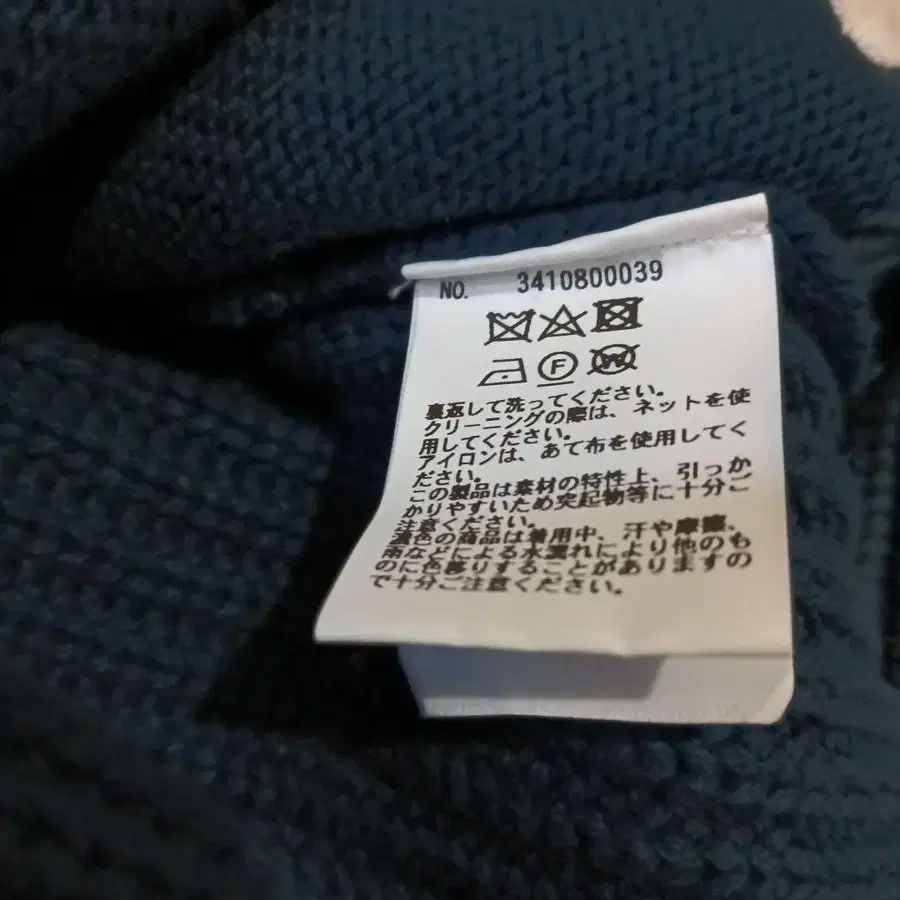 NO. 3410800039
F
W
裏返して洗ってください。
クリーニングの際は、ネットを使
用してください。
アイロンは、あて布を使用してく
ださい。
この製品は素材の特性上、引っか
かりやすいため突起物等に十分ご
注意ください。
濃色の商品は着用中、汗や摩擦、
雨などによる水濡れにより他のも
のに色移りすることがありますの
で十分ご注意ください。